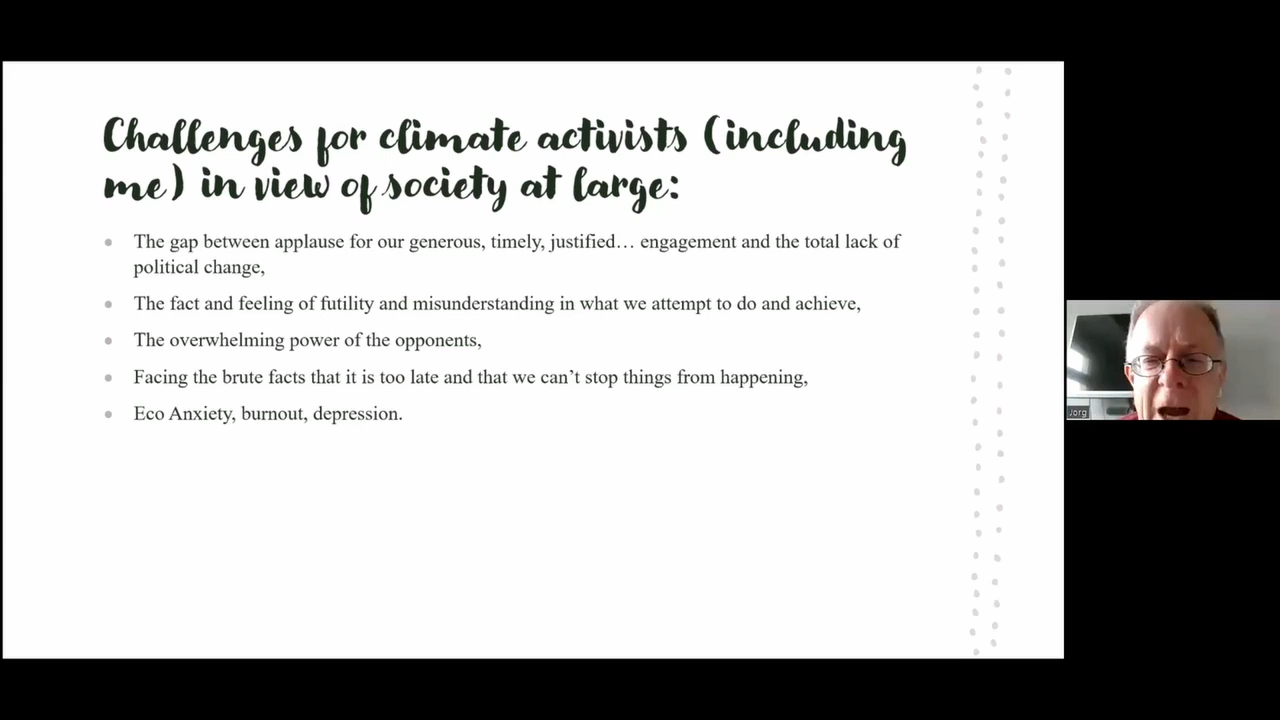 Challenges for climate activists (including
me) in view of society at large:
The gap between applause for our generous, timely, justified… engagement and the total lack of
political change,
The fact and feeling of futility and misunderstanding in what we attempt to do and achieve,
The overwhelming power of the opponents,
Facing the brute facts that it is too late and that we can’t stop things from happening,
Eco Anxiety, burnout, depression.
Jorg